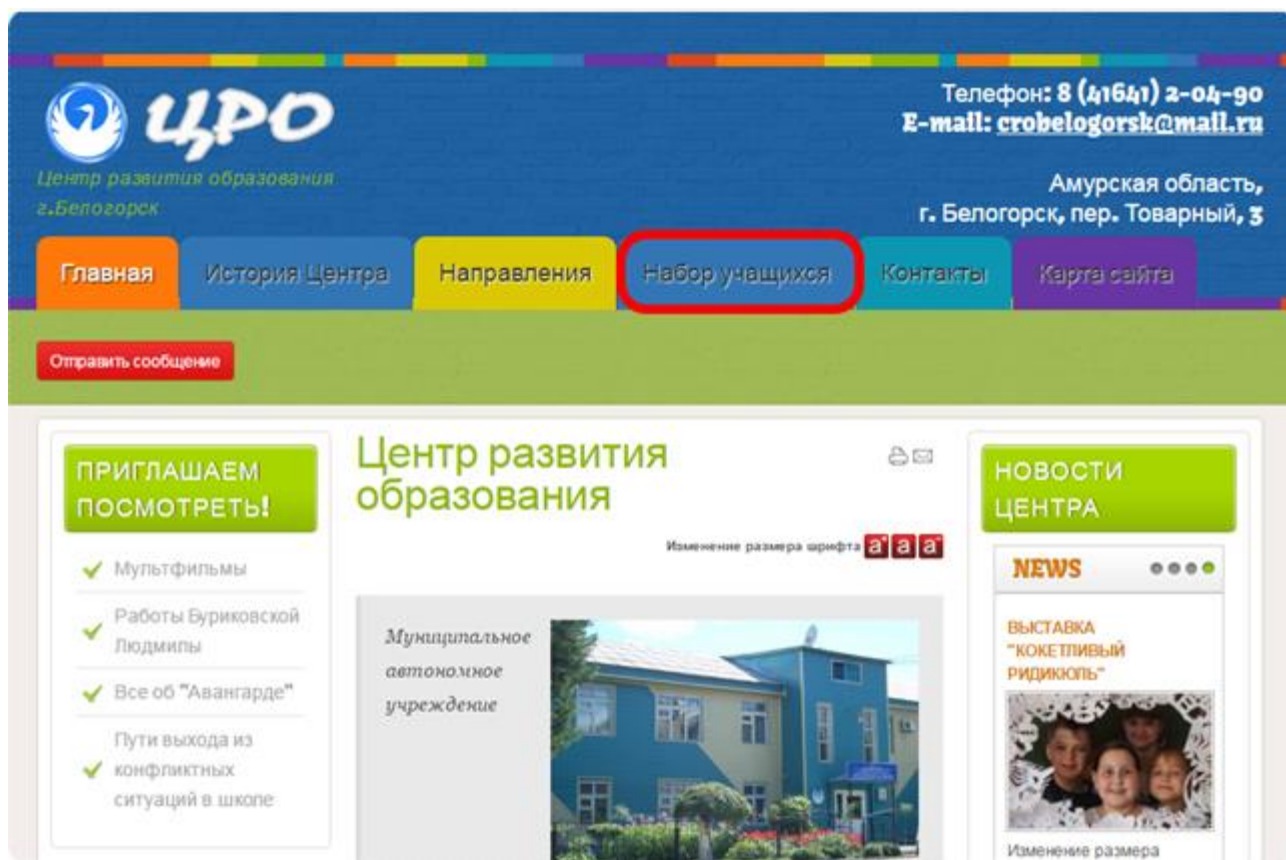 ЦРО
Центр развития образования
г.Белогорск
Телефон: 8 (41641) 2-04-90
E-mail: crobelogorsk@mail.ru
Амурская область,
г. Белогорск, пер. Товарный, 3
Главная
История Центра
Направления
Набор учащихся
Контакты
Карта сайта
Отправить сообщение
ПРИГЛАШАЕМ
ПОСМОТРЕТЬ!
Мультфильмы
Работы Буриковской
Людмилы
Все об "Авангарде"
Пути выхода из
конфликтных
ситуаций в школе
Центр развития
образования
Изменение размера шрифта a+ a a-
Муниципальное
автономное
учреждение
НОВОСТИ
ЦЕНТРА
NEWS
ВЫСТАВКА
"КОКЕТЛИВЫЙ
РИДИКЮЛЬ"
Изменение размера